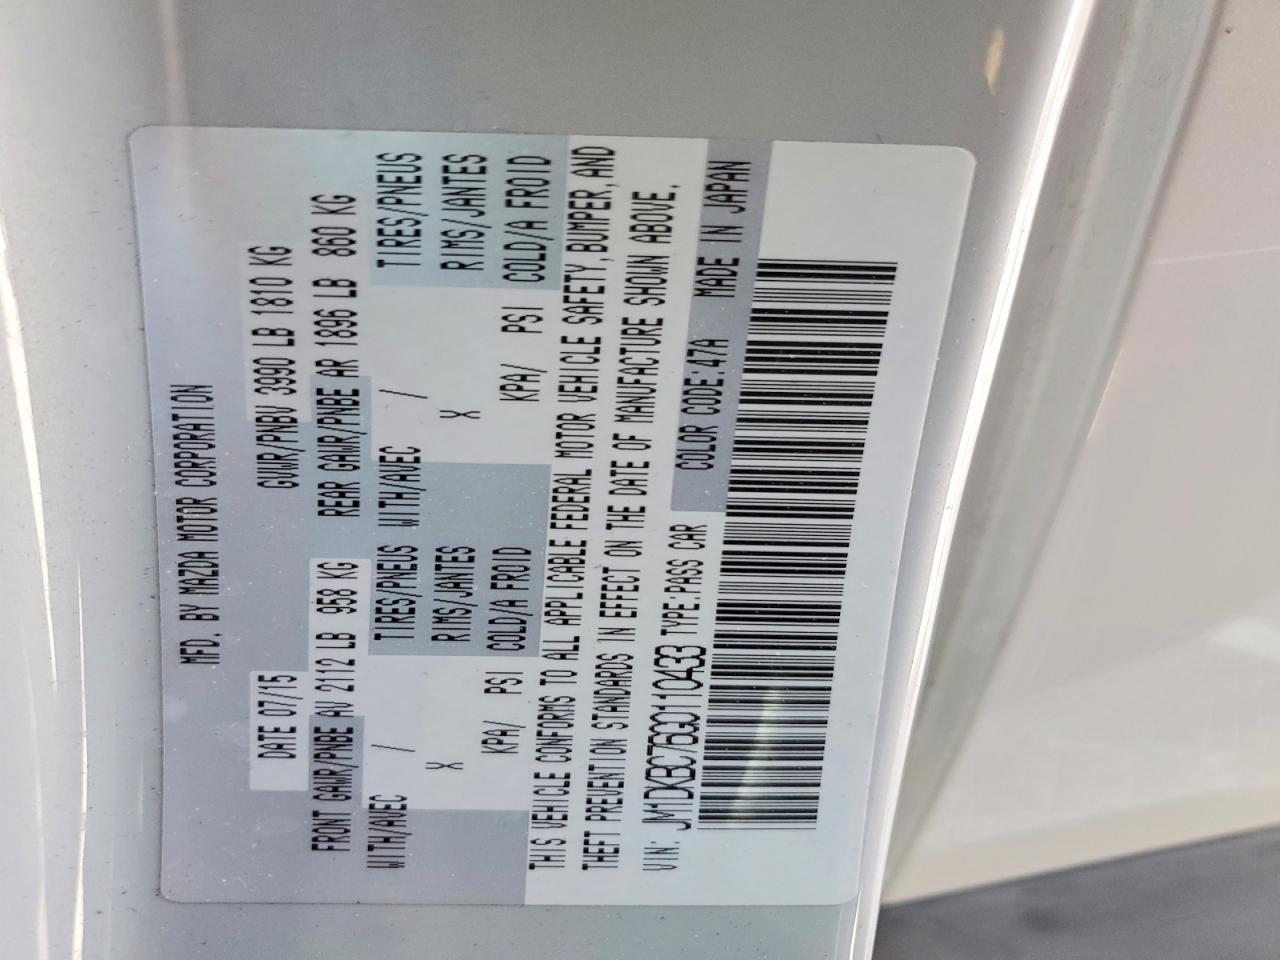 MFD. BY MAZDA MOTOR CORPORATION
DATE 07/15 GVWR/PNBV 3990 LB 1810 KG
FRONT GAWR/PNBE AV 2112 LB 958 KG REAR GAWR/PNBE AR 1896 LB 860 KG
WITH/AVEC / TIRES/PNEUS WITH/AVEC / TIRES/PNEUS
X RIMS/JANTES X RIMS/JANTES
KPA/ PSI COLD/A FROID KPA/ PSI COLD/A FROID
THIS VEHICLE CONFORMS TO ALL APPLICABLE FEDERAL MOTOR VEHICLE SAFETY, BUMPER, AND
THEFT PREVENTION STANDARDS IN EFFECT ON THE DATE OF MANUFACTURE SHOWN ABOVE.
VIN: JM1DKBC76G0110433 TYPE:PASS CAR COLOR CODE:47A MADE IN JAPAN